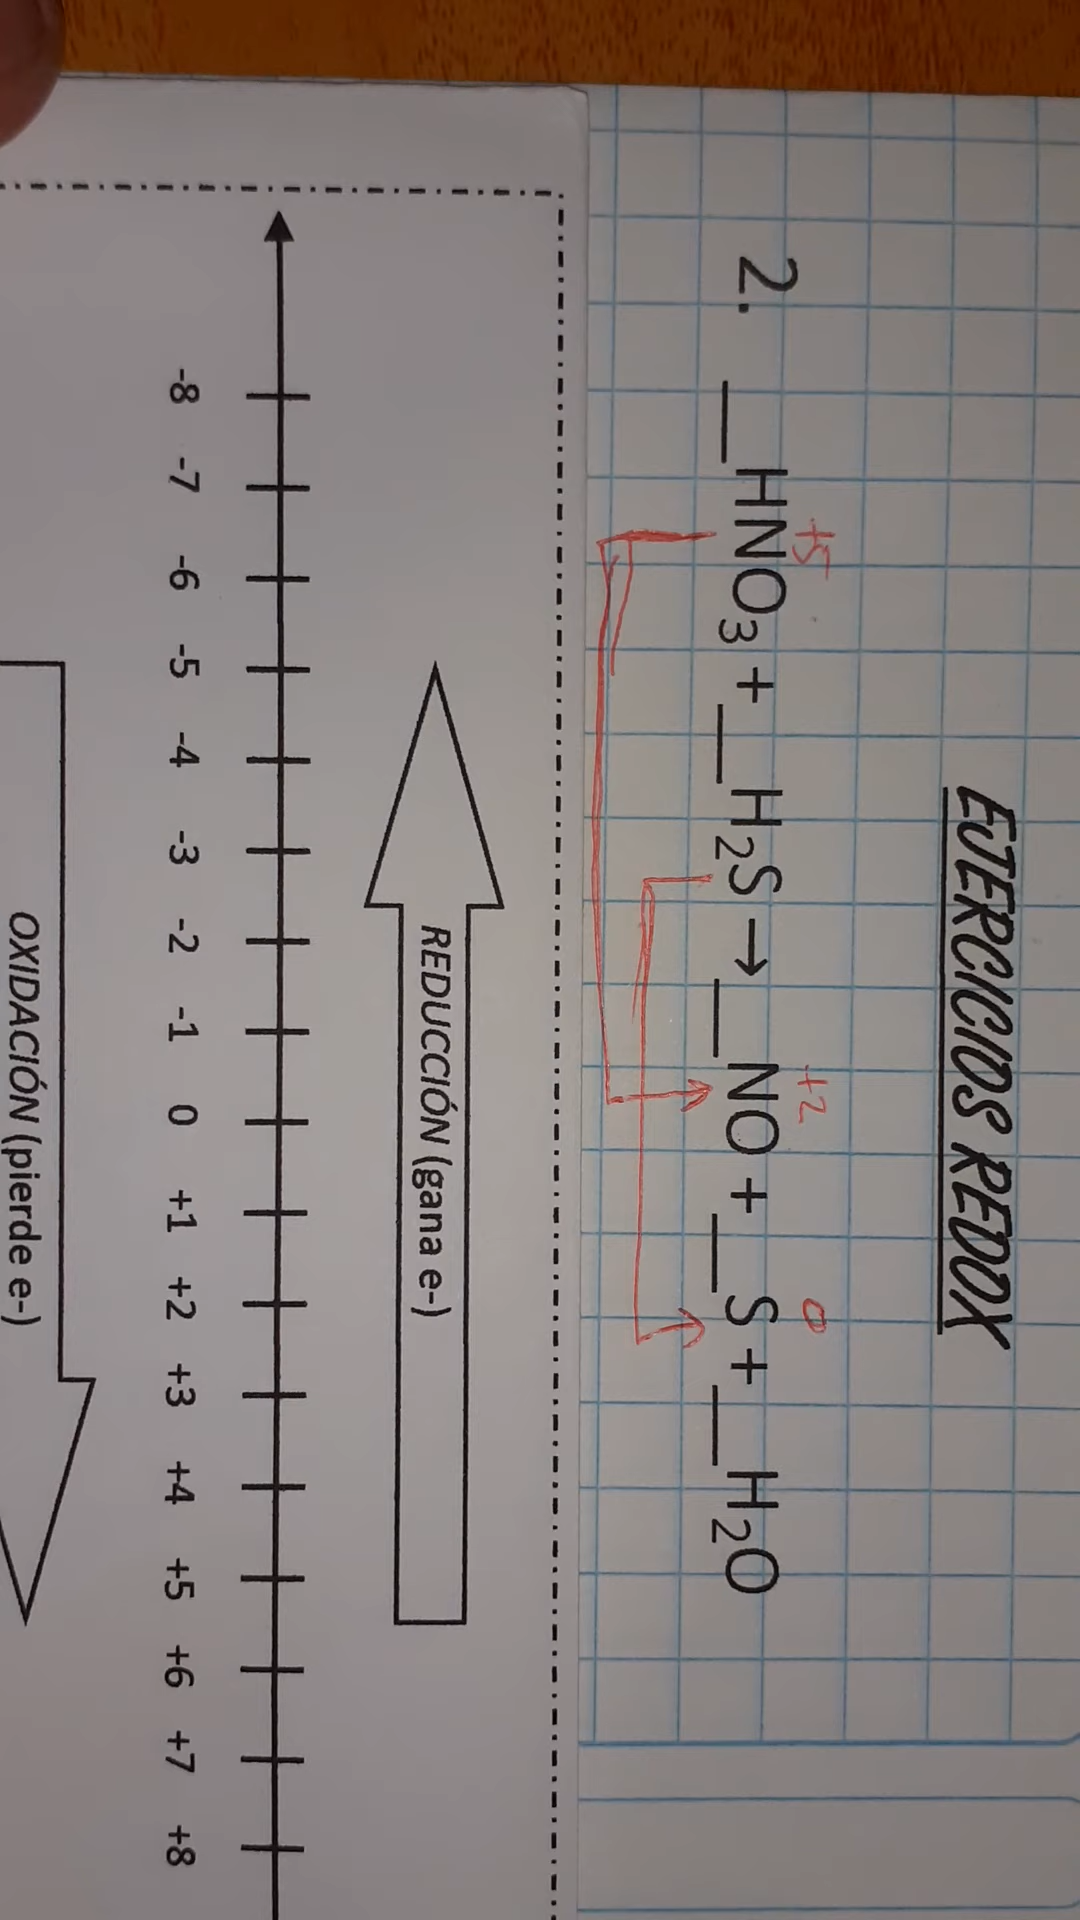 EJERCICIOS REDOX
+5 +2 0
2. __HNO₃ + __H₂S → __NO + __S + __H₂O
REDUCCIÓN (gana e-)
-8 -7 -6 -5 -4 -3 -2 -1 0 +1 +2 +3 +4 +5 +6 +7 +8
OXIDACIÓN (pierde e-)